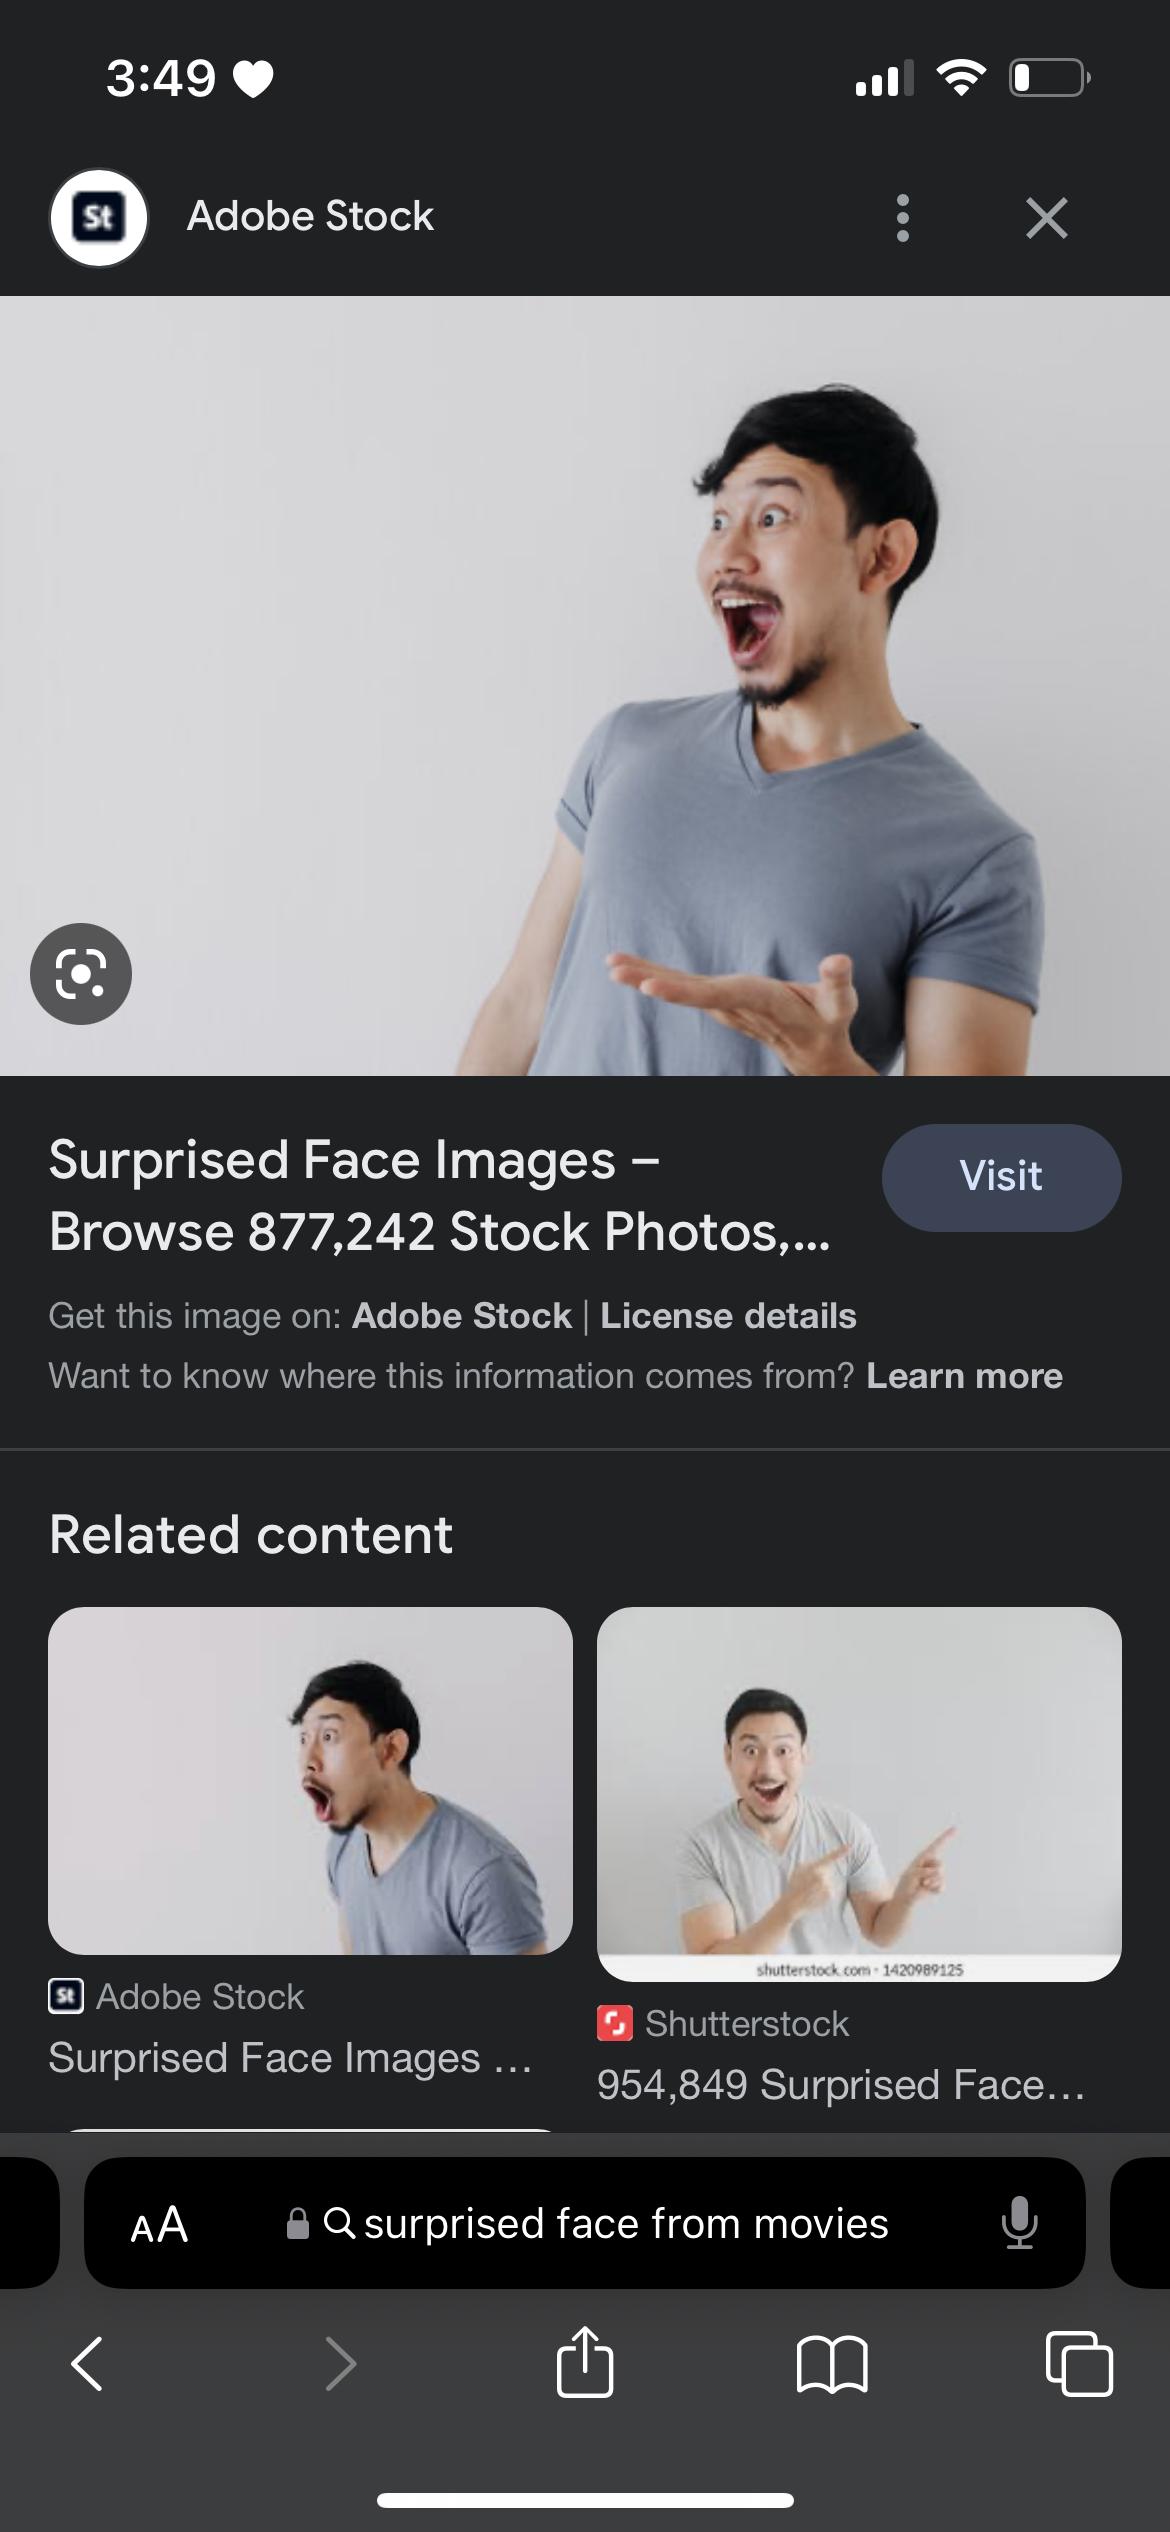 3:49
St Adobe Stock
Surprised Face Images –
Browse 877,242 Stock Photos,...
Visit
Get this image on: Adobe Stock | License details
Want to know where this information comes from? Learn more
Related content
shutterstock.com · 1420989125
St Adobe Stock
Surprised Face Images ...
Shutterstock
954,849 Surprised Face...
AA surprised face from movies